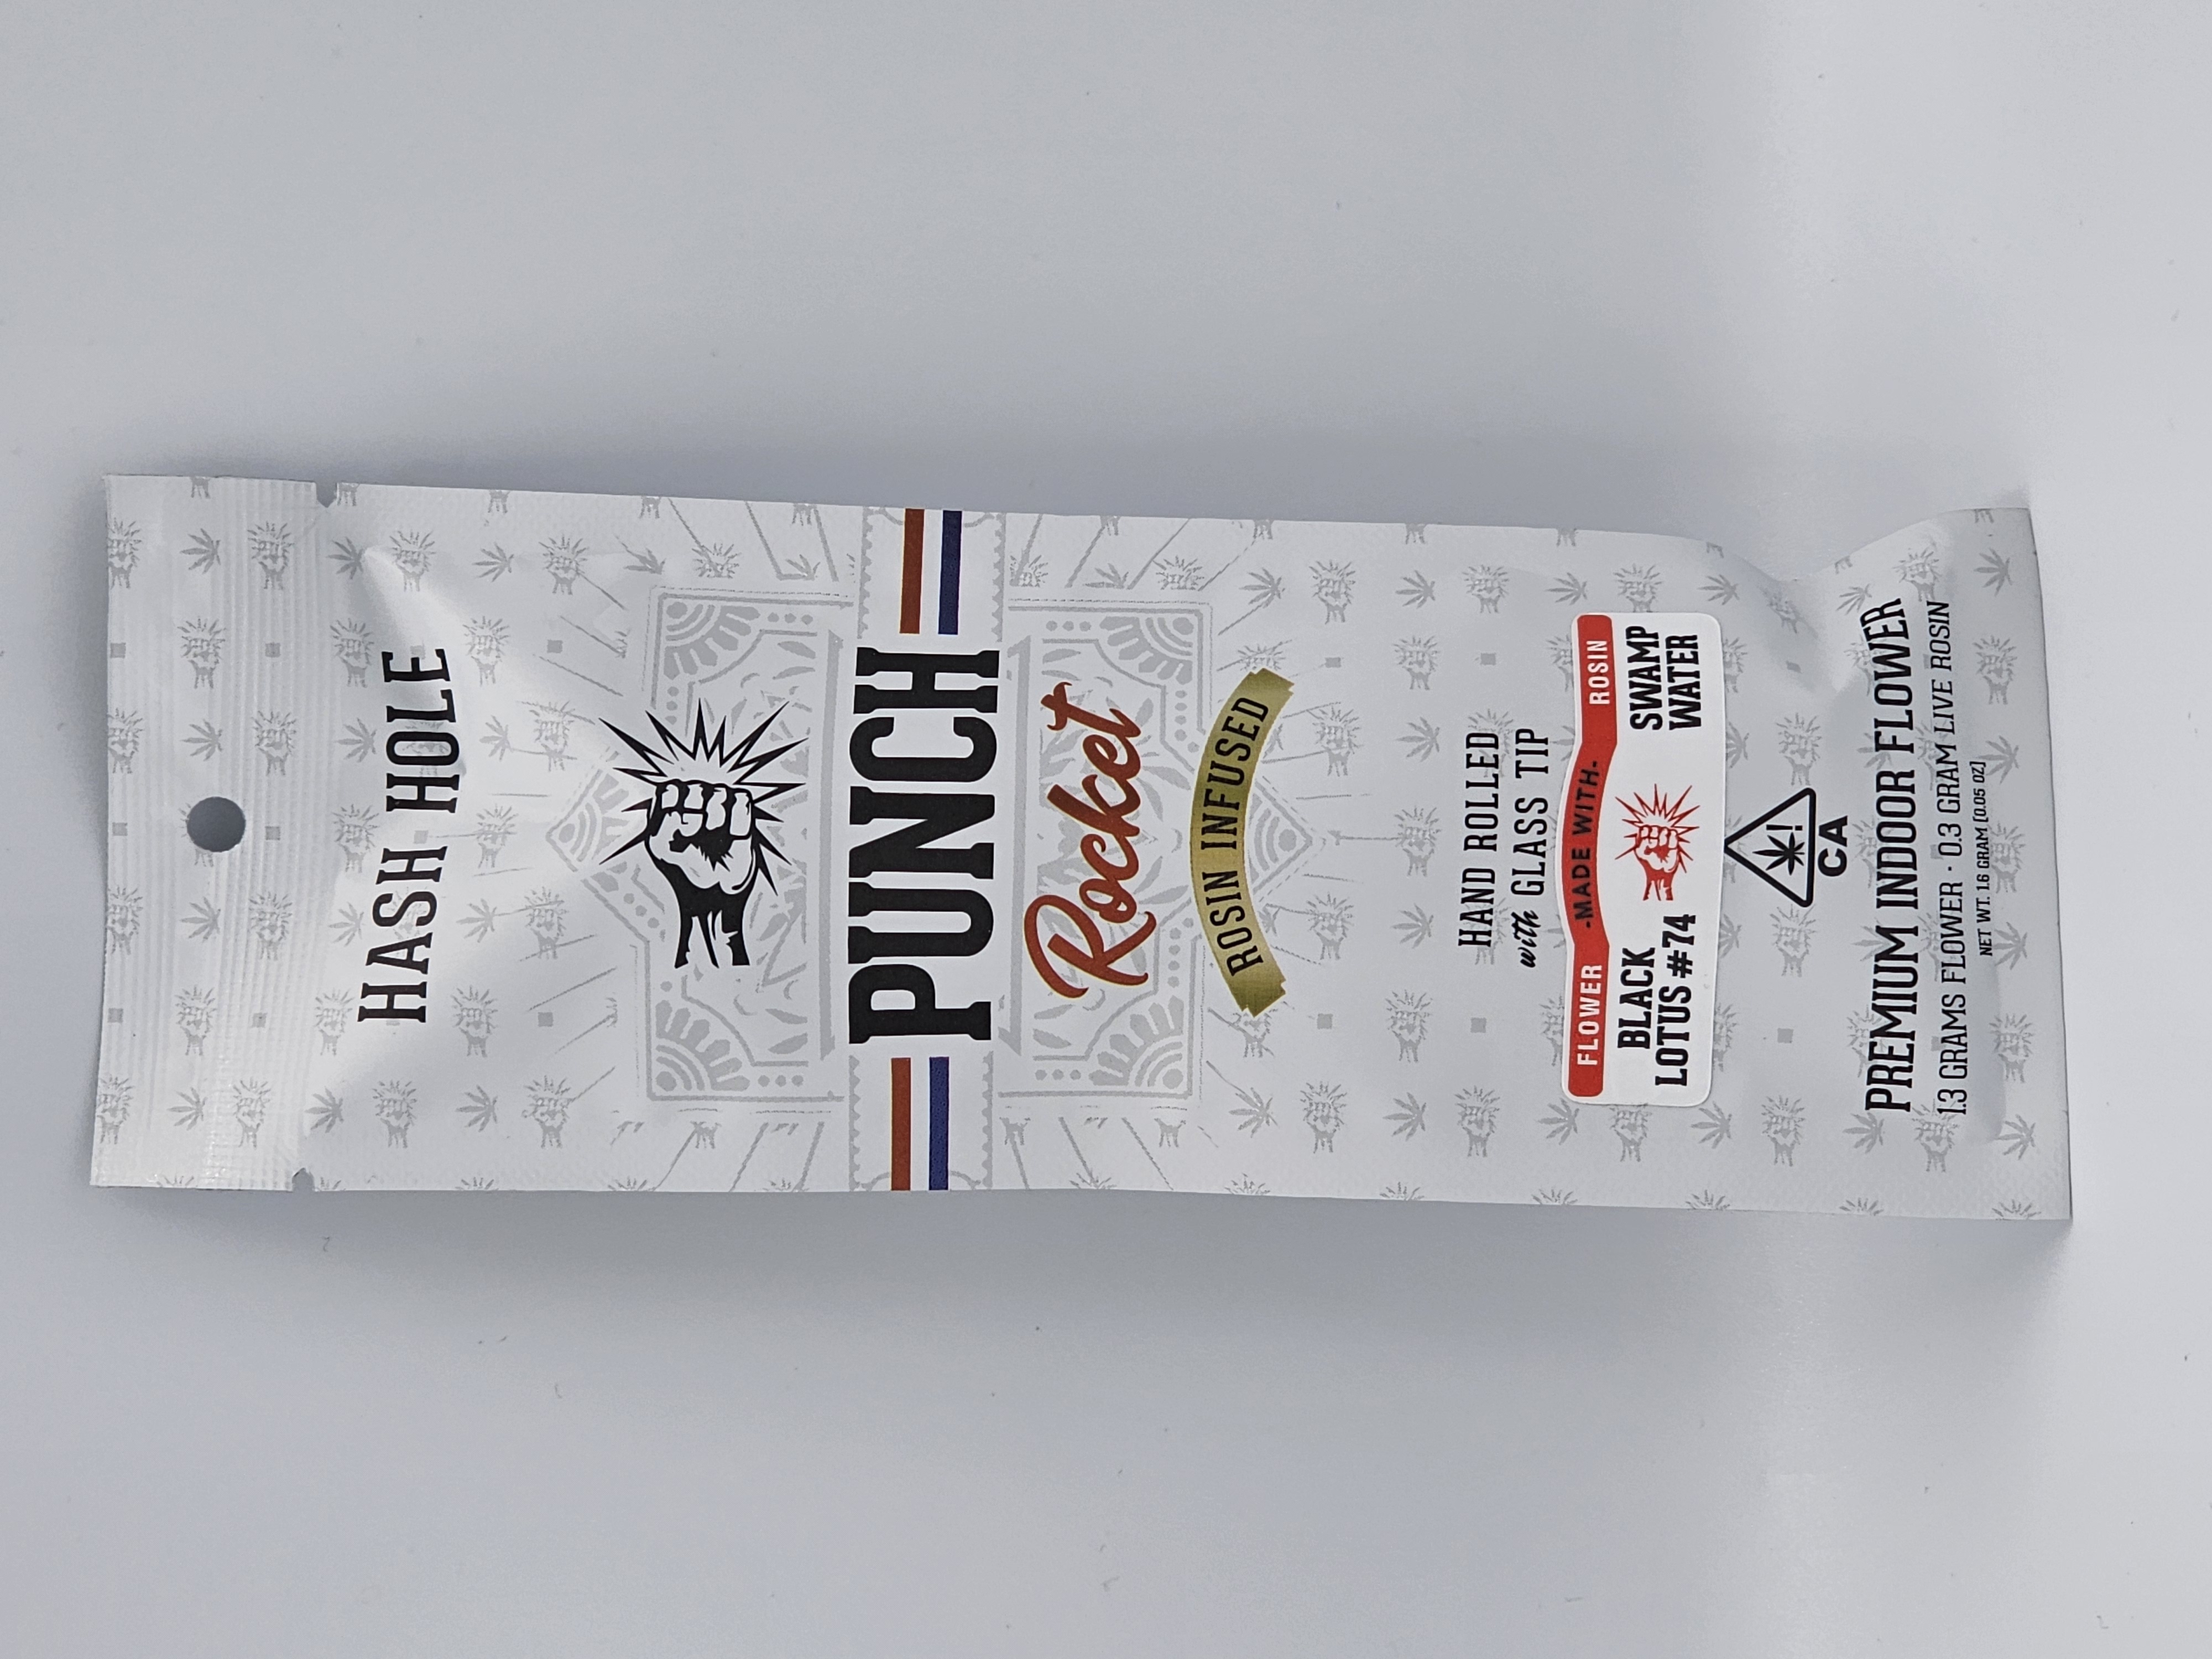 HASH HOLE
PUNCH
Rocket
ROSIN INFUSED
HAND ROLLED
with GLASS TIP
FLOWER -MADE WITH- ROSIN
BLACK SWAMP
LOTUS #74 WATER
!
CA
PREMIUM INDOOR FLOWER
1.3 GRAMS FLOWER · 0.3 GRAM LIVE ROSIN
NET WT. 1.6 GRAM [0.05 OZ]